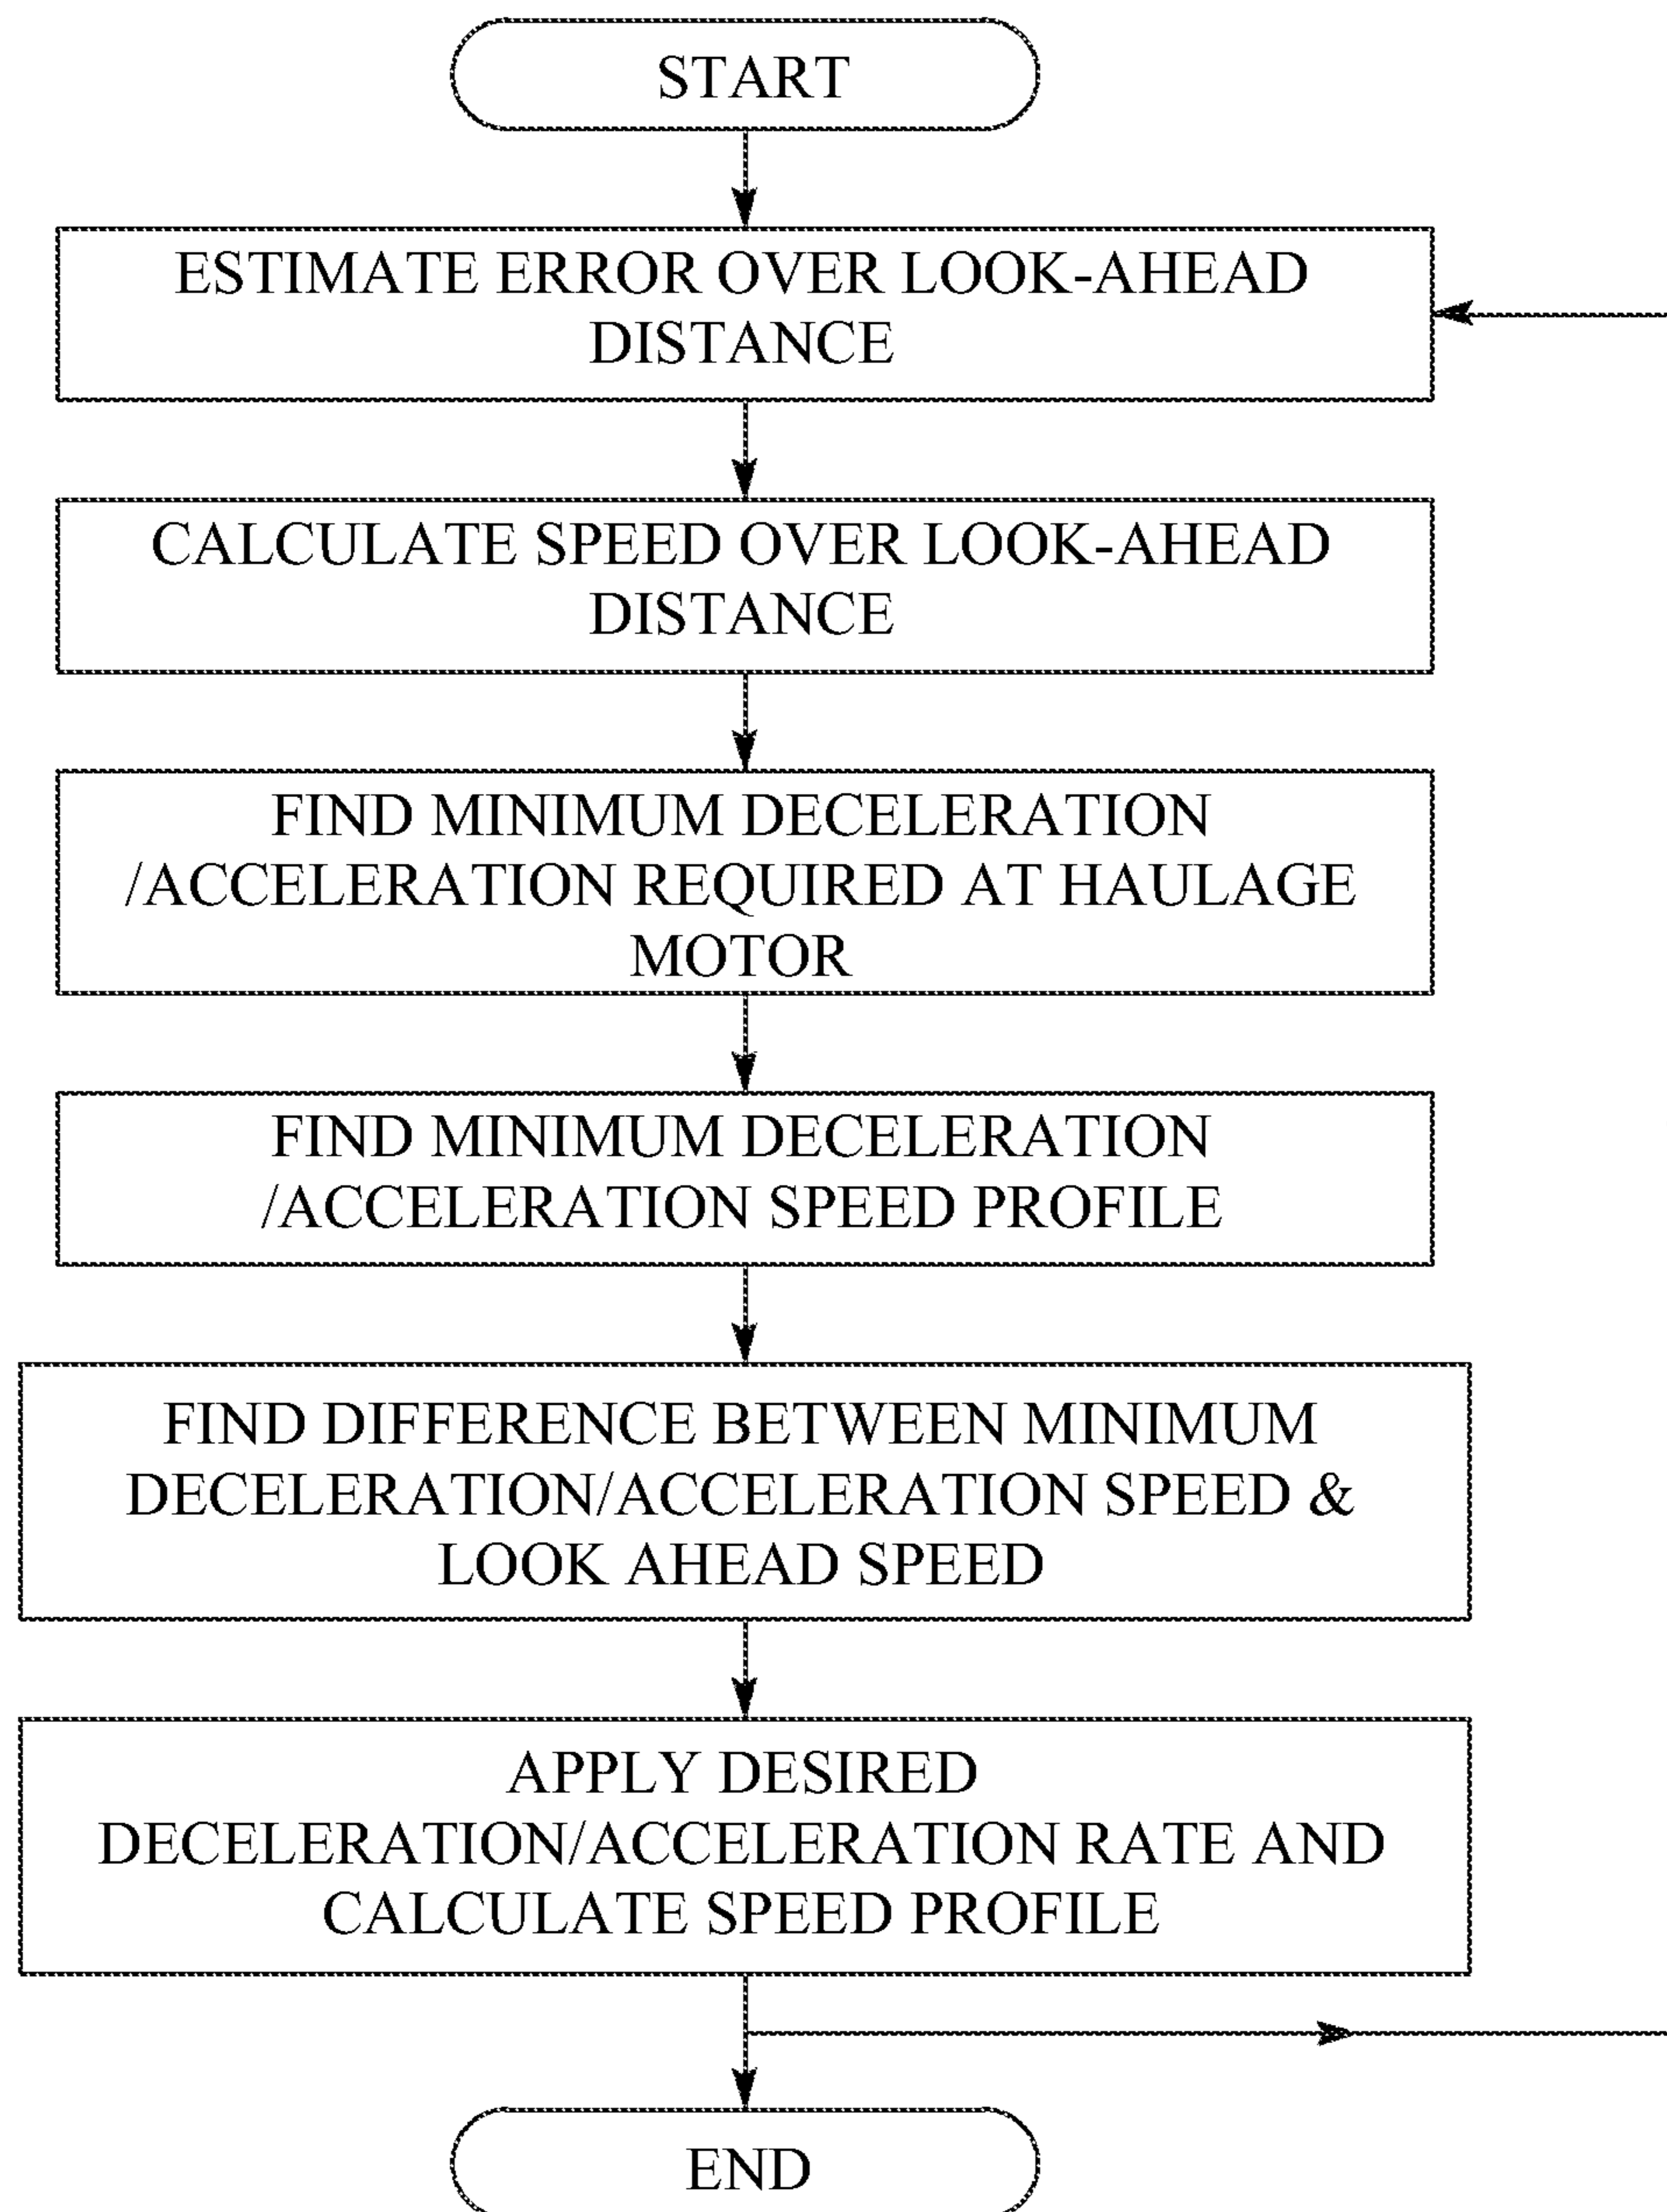 START
ESTIMATE ERROR OVER LOOK-AHEAD
DISTANCE
CALCULATE SPEED OVER LOOK-AHEAD
DISTANCE
FIND MINIMUM DECELERATION
/ACCELERATION REQUIRED AT HAULAGE
MOTOR
FIND MINIMUM DECELERATION
/ACCELERATION SPEED PROFILE
FIND DIFFERENCE BETWEEN MINIMUM
DECELERATION/ACCELERATION SPEED &
LOOK AHEAD SPEED
APPLY DESIRED
DECELERATION/ACCELERATION RATE AND
CALCULATE SPEED PROFILE
END